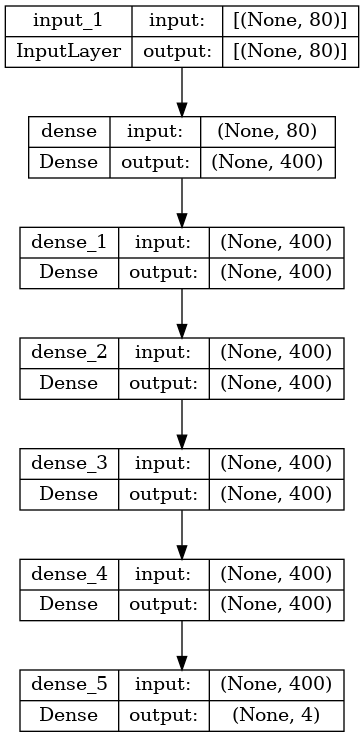 input_1 input: [(None, 80)]
InputLayer output: [(None, 80)]
dense input: (None, 80)
Dense output: (None, 400)
dense_1 input: (None, 400)
Dense output: (None, 400)
dense_2 input: (None, 400)
Dense output: (None, 400)
dense_3 input: (None, 400)
Dense output: (None, 400)
dense_4 input: (None, 400)
Dense output: (None, 400)
dense_5 input: (None, 400)
Dense output: (None, 4)